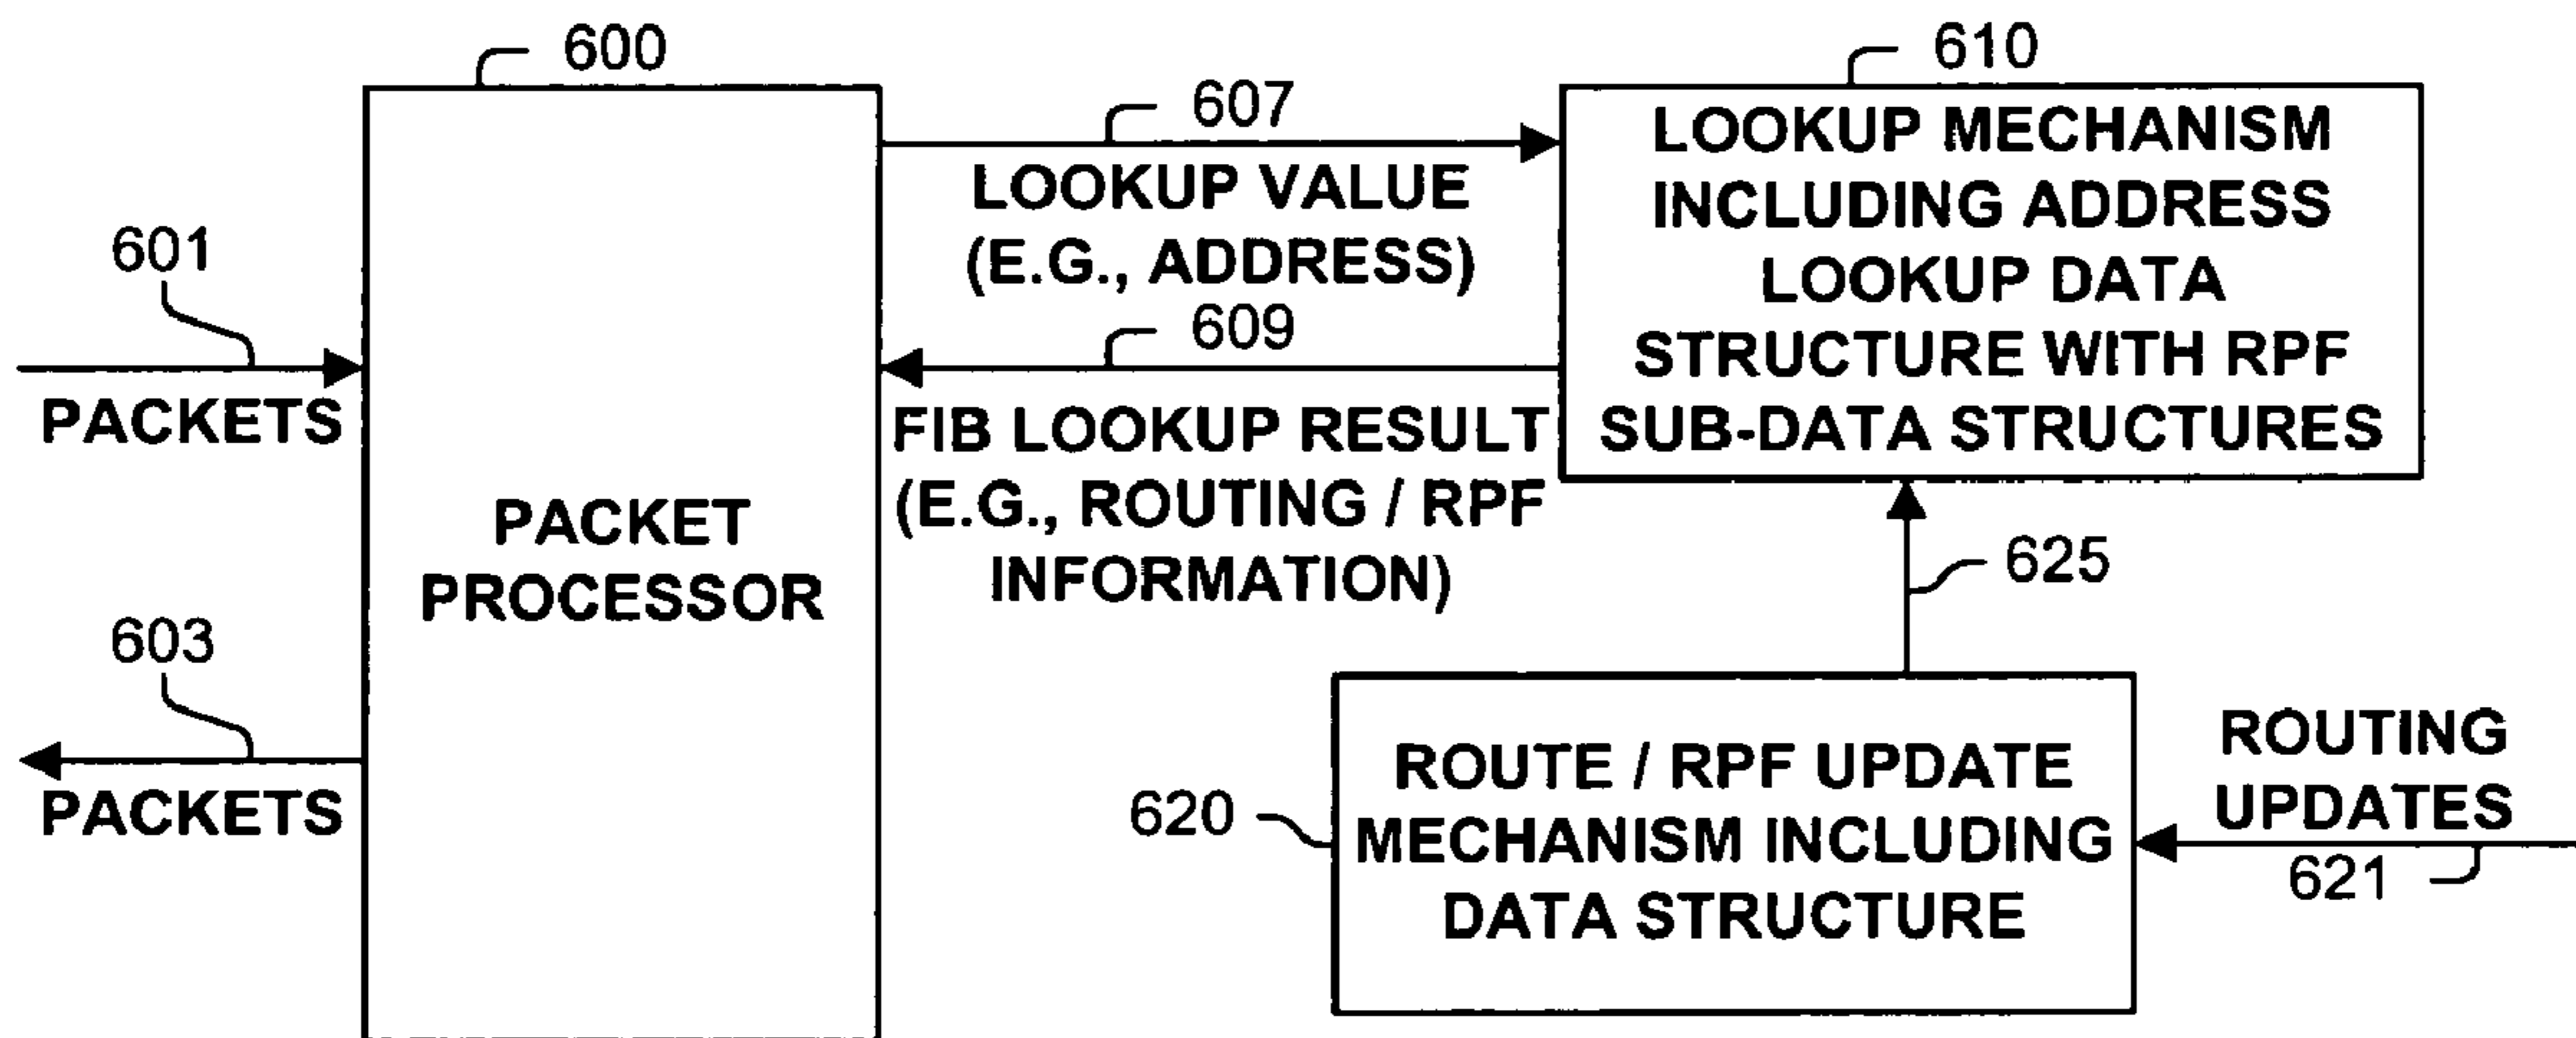 600
610
607
LOOKUP VALUE
(E.G., ADDRESS)
609
FIB LOOKUP RESULT
(E.G., ROUTING / RPF
INFORMATION)
LOOKUP MECHANISM
INCLUDING ADDRESS
LOOKUP DATA
STRUCTURE WITH RPF
SUB-DATA STRUCTURES
601
PACKETS
PACKET
PROCESSOR
603
PACKETS
625
620
ROUTE / RPF UPDATE
MECHANISM INCLUDING
DATA STRUCTURE
ROUTING
UPDATES
621